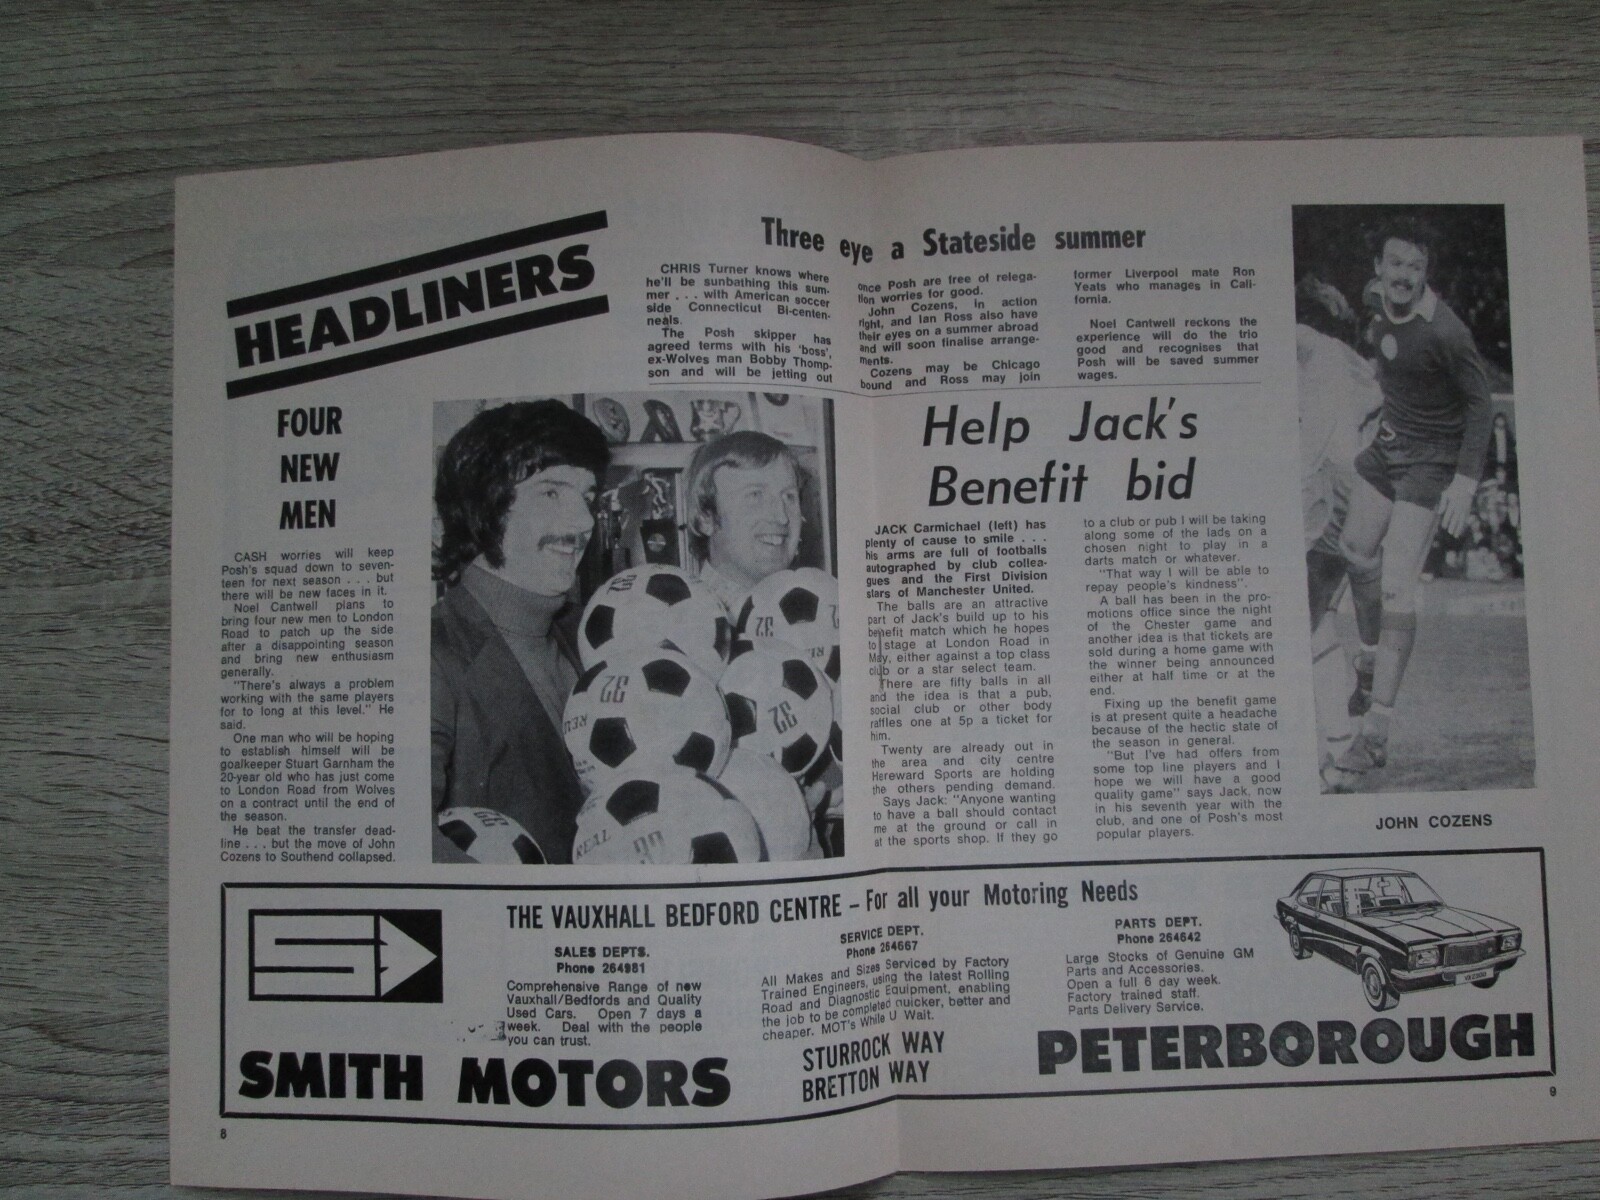 HEADLINERS
FOUR
NEW
MEN
CASH worries will keep
Posh's squad down to seven-
teen for next season . . . but
there will be new faces in it.
Noel Cantwell plans to
bring four new men to London
Road to patch up the side
after a disappointing season
and bring new enthusiasm
generally.
"There's always a problem
working with the same players
for to long at this level." He
said.
One man who will be hoping
to establish himself will be
goalkeeper Stuart Garnham the
20-year old who has just come
to London Road from Wolves
on a contract until the end of
the season.
He beat the transfer dead-
line . . . but the move of John
Cozens to Southend collapsed.
Three eye a Stateside summer
CHRIS Turner knows where
he'll be sunbathing this sum-
mer . . . with American soccer
side Connecticut Bi-centen-
neals.
The Posh skipper has
agreed terms with his 'boss',
ex-Wolves man Bobby Thomp-
son and will be jetting out
once Posh are free of relega-
tion worries for good.
John Cozens, in action
right, and Ian Ross also have
their eyes on a summer abroad
and will soon finalise arrange-
ments.
Cozens may be Chicago
bound and Ross may join
former Liverpool mate Ron
Yeats who manages in Cali-
fornia.
Noel Cantwell reckons the
experience will do the trio
good and recognises that
Posh will be saved summer
wages.
Help Jack's
Benefit bid
JACK Carmichael (left) has
plenty of cause to smile . . .
his arms are full of footballs
autographed by club collea-
gues and the First Division
stars of Manchester United.
The balls are an attractive
part of Jack's build up to his
benefit match which he hopes
to stage at London Road in
May, either against a top class
club or a star select team.
There are fifty balls in all
and the idea is that a pub,
social club or other body
raffles one at 5p a ticket for
him.
Twenty are already out in
the area and city centre
Hereward Sports are holding
the others pending demand.
Says Jack: "Anyone wanting
to have a ball should contact
me at the ground or call in
at the sports shop. If they go
to a club or pub I will be taking
along some of the lads on a
chosen night to play in a
darts match or whatever.
"That way I will be able to
repay people's kindness".
A ball has been in the pro-
motions office since the night
of the Chester game and
another idea is that tickets are
sold during a home game with
the winner being announced
either at half time or at the
end.
Fixing up the benefit game
is at present quite a headache
because of the hectic state of
the season in general.
"But I've had offers from
some top line players and I
hope we will have a good
quality game" says Jack, now
in his seventh year with the
club, and one of Posh's most
popular players.
32
32
32
32
REAL
JOHN COZENS
THE VAUXHALL BEDFORD CENTRE – For all your Motoring Needs
SALES DEPTS.
Phone 264981
Comprehensive Range of new
Vauxhall/Bedfords and Quality
Used Cars. Open 7 days a
week. Deal with the people
you can trust.
SERVICE DEPT.
Phone 264667
All Makes and Sizes Serviced by Factory
Trained Engineers, using the latest Rolling
Road and Diagnostic Equipment, enabling
the job to be completed quicker, better and
cheaper. MOT's While U Wait.
PARTS DEPT.
Phone 264642
Large Stocks of Genuine GM
Parts and Accessories.
Open a full 6 day week.
Factory trained staff.
Parts Delivery Service.
SMITH MOTORS
STURROCK WAY
BRETTON WAY
PETERBOROUGH
8
9